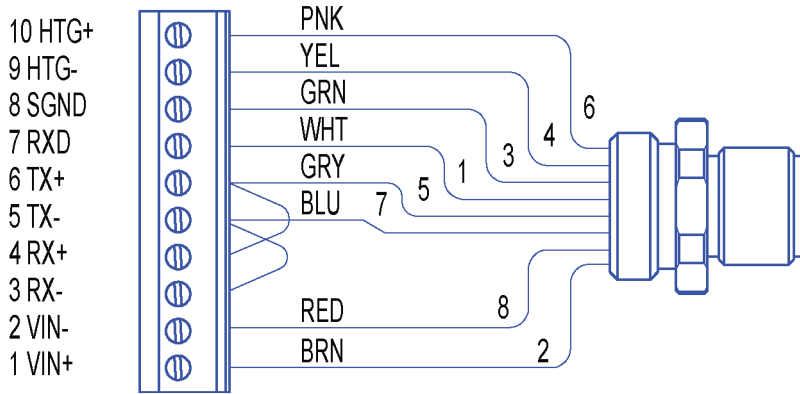 10 HTG+
9 HTG-
8 SGND
7 RXD
6 TX+
5 TX-
4 RX+
3 RX-
2 VIN-
1 VIN+
PNK
YEL
GRN
WHT
GRY
BLU
RED
BRN
6
4
3
1
5
7
8
2